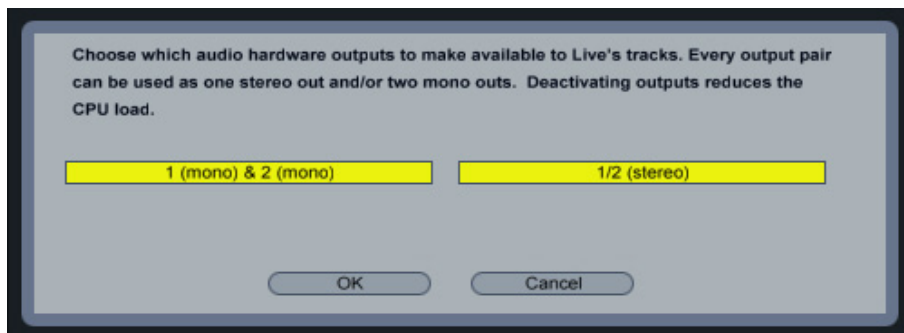 Choose which audio hardware outputs to make available to Live's tracks. Every output pair
can be used as one stereo out and/or two mono outs.  Deactivating outputs reduces the
CPU load.
1 (mono) & 2 (mono)
1/2 (stereo)
OK
Cancel